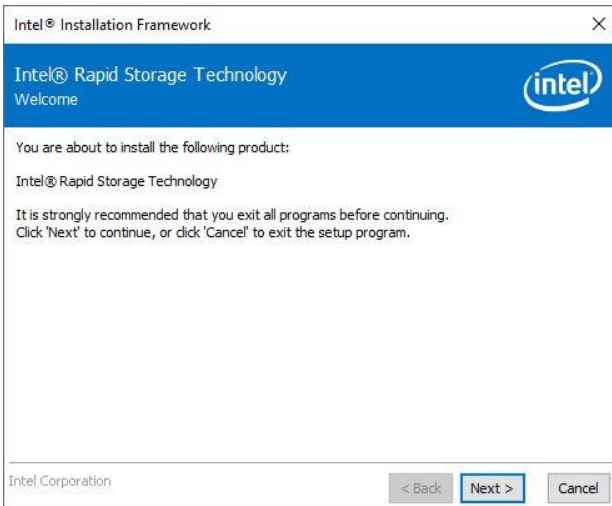 Intel® Installation Framework
Intel® Rapid Storage Technology
Welcome
intel
You are about to install the following product:
Intel® Rapid Storage Technology
It is strongly recommended that you exit all programs before continuing.
Click 'Next' to continue, or click 'Cancel' to exit the setup program.
Intel Corporation
< Back Next > Cancel